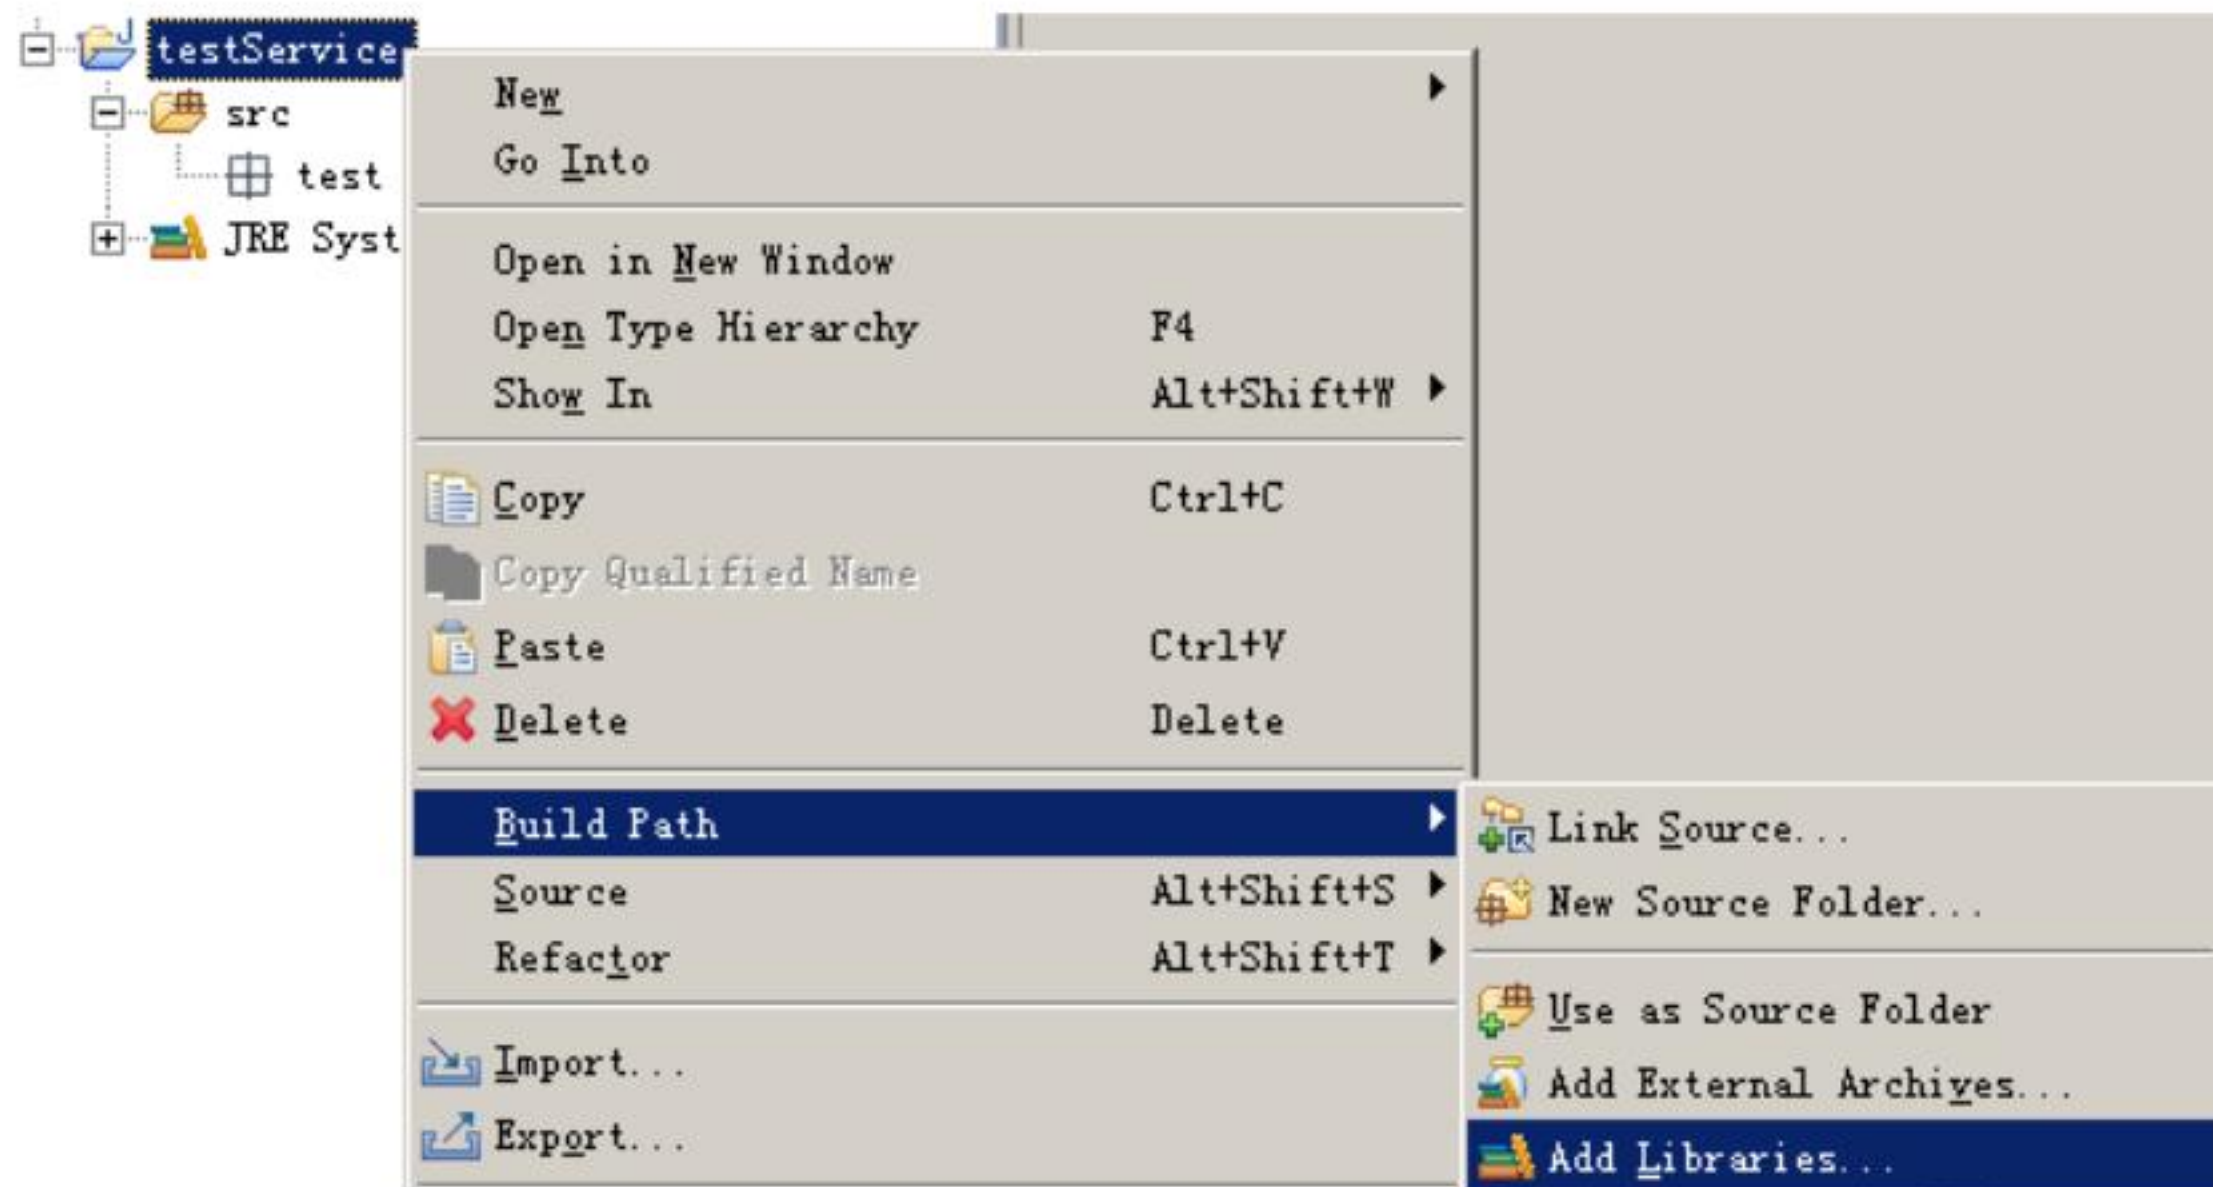 testService
src
test
JRE Syst
New
Go Into
Open in New Window
Open Type Hierarchy F4
Show In Alt+Shift+W
Copy Ctrl+C
Copy Qualified Name
Paste Ctrl+V
Delete Delete
Build Path
Source Alt+Shift+S
Refactor Alt+Shift+T
Import...
Export...
Link Source...
New Source Folder...
Use as Source Folder
Add External Archives...
Add Libraries...